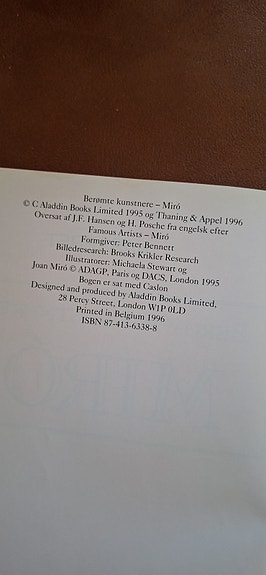 Berømte kunstnere – Miró
© C Aladdin Books Limited 1995 og Thaning & Appel 1996
Oversat af J.F. Hansen og H. Posche fra engelsk efter
Famous Artists – Miró
Formgiver: Peter Bennett
Billedresearch: Brooks Krikler Research
Illustratorer: Michaela Stewart og
Joan Miró © ADAGP, Paris og DACS, London 1995
Bogen er sat med Caslon
Designed and produced by Aladdin Books Limited,
28 Percy Street, London W1P 0LD
Printed in Belgium 1996
ISBN 87-413-6338-8